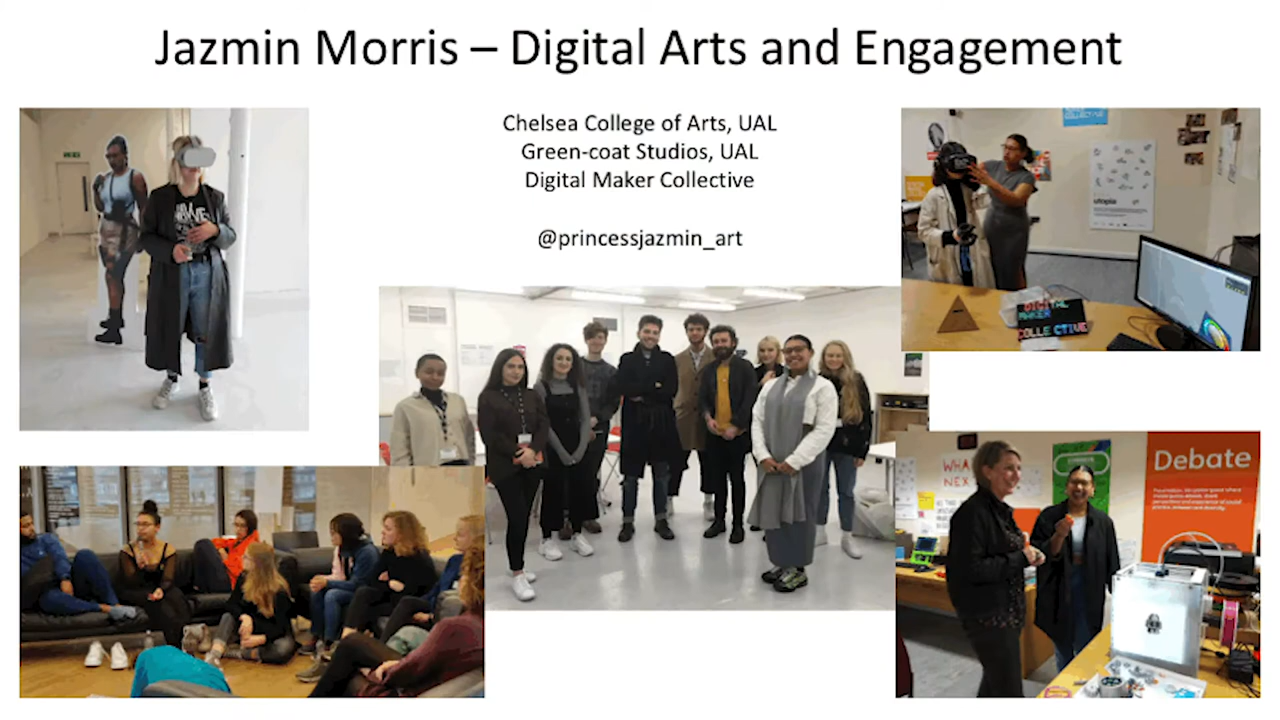 Jazmin Morris – Digital Arts and Engagement
Chelsea College of Arts, UAL
Green-coat Studios, UAL
Digital Maker Collective
@princessjazmin_art
utopia
DIGITAL
MAKER
COLLECTIVE
Debate